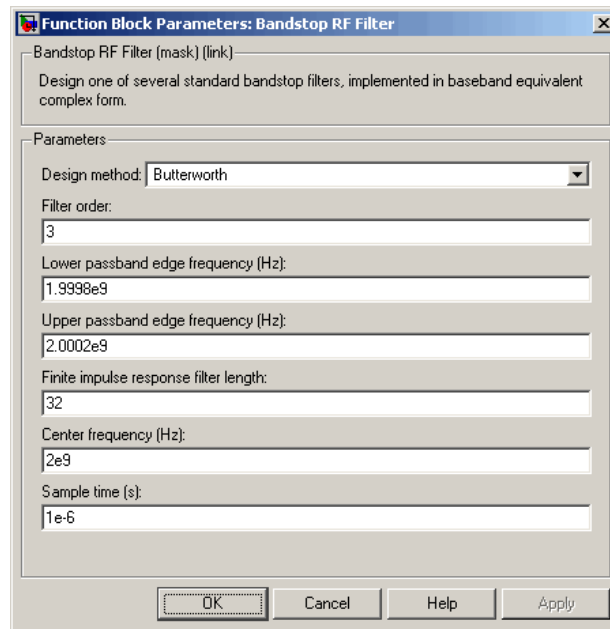 Function Block Parameters: Bandstop RF Filter
Bandstop RF Filter (mask) (link)
Design one of several standard bandstop filters, implemented in baseband equivalent
complex form.
Parameters
Design method: Butterworth
Filter order:
3
Lower passband edge frequency (Hz):
1.9998e9
Upper passband edge frequency (Hz):
2.0002e9
Finite impulse response filter length:
32
Center frequency (Hz):
2e9
Sample time (s):
1e-6
OK Cancel Help Apply